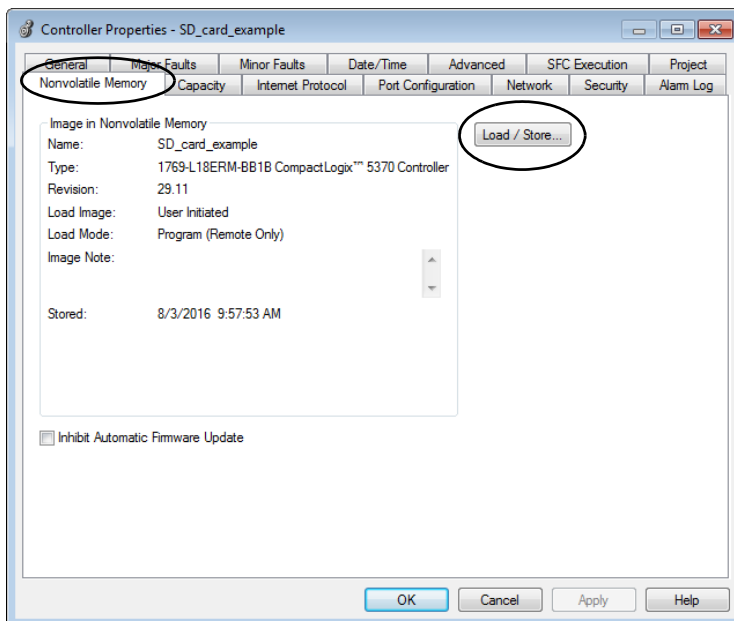 Controller Properties - SD_card_example
General Major Faults Minor Faults Date/Time Advanced SFC Execution Project
Nonvolatile Memory Capacity Internet Protocol Port Configuration Network Security Alarm Log
Image in Nonvolatile Memory
Load / Store...
Name: SD_card_example
Type: 1769-L18ERM-BB1B CompactLogix™ 5370 Controller
Revision: 29.11
Load Image: User Initiated
Load Mode: Program (Remote Only)
Image Note:
Stored: 8/3/2016 9:57:53 AM
Inhibit Automatic Firmware Update
OK Cancel Apply Help